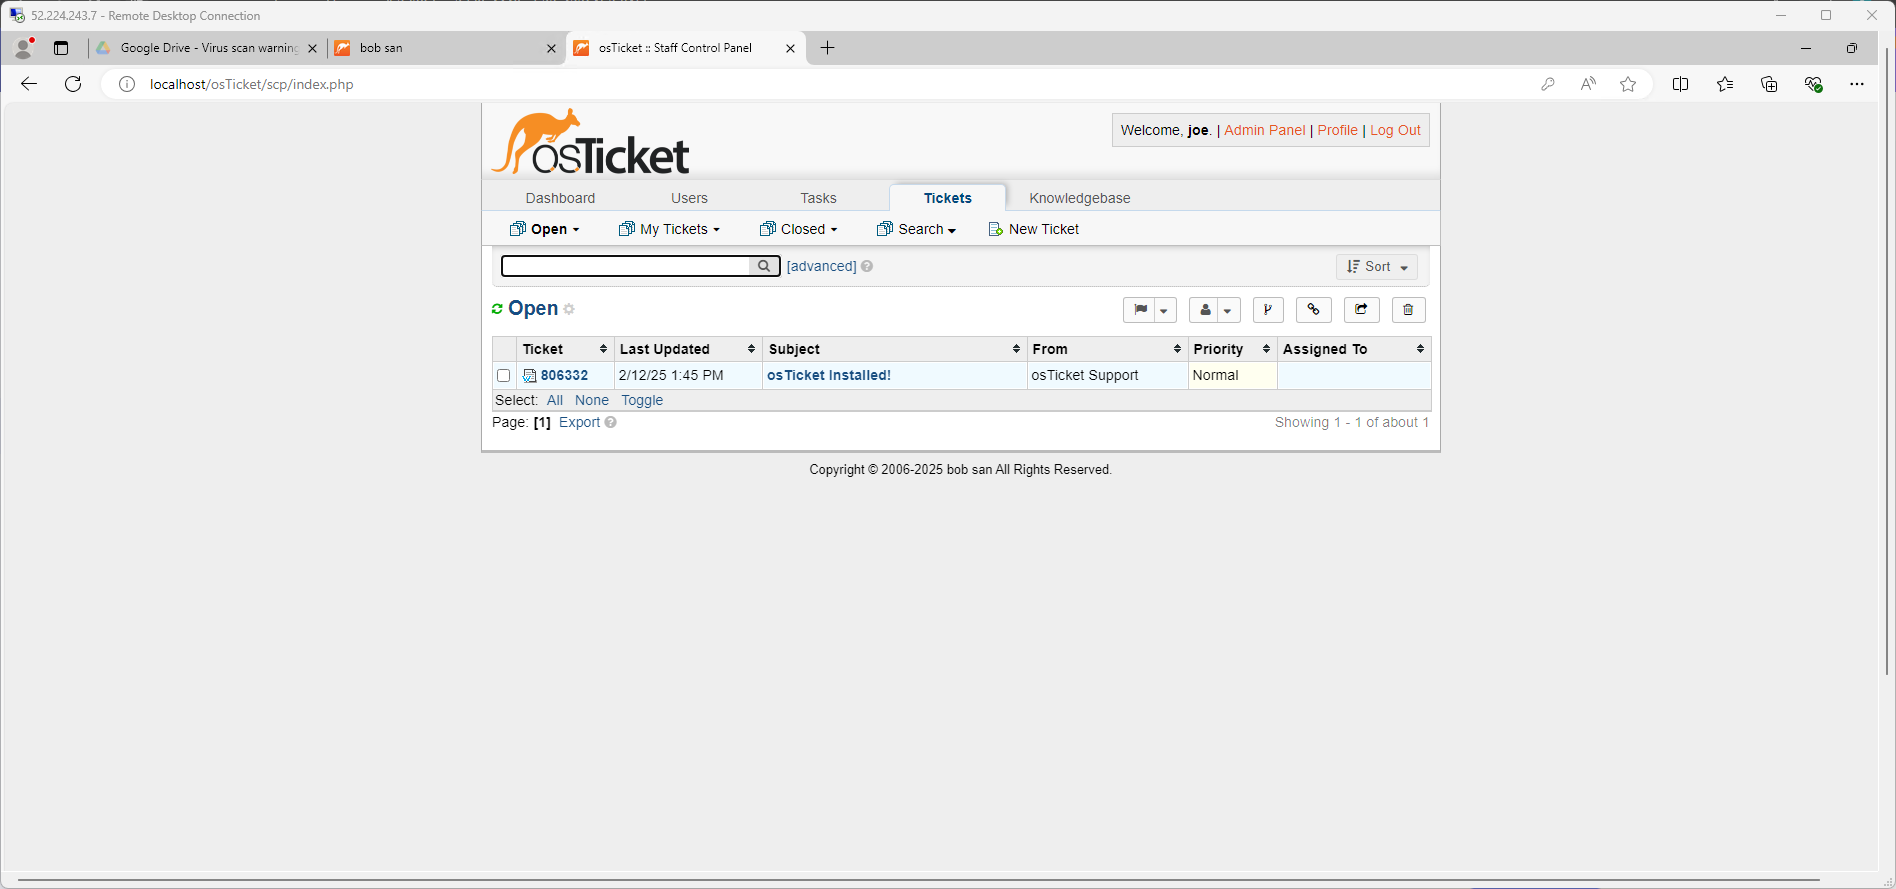 52.224.243.7 - Remote Desktop Connection
Google Drive - Virus scan warning
bob san
osTicket :: Staff Control Panel
localhost/osTicket/scp/index.php
osTicket
Welcome, joe. | Admin Panel | Profile | Log Out
Dashboard Users Tasks Tickets Knowledgebase
Open My Tickets Closed Search New Ticket
[advanced] Sort
Open
Ticket Last Updated Subject From Priority Assigned To
806332 2/12/25 1:45 PM osTicket Installed! osTicket Support Normal
Select: All None Toggle
Page: [1] Export Showing 1 - 1 of about 1
Copyright © 2006-2025 bob san All Rights Reserved.